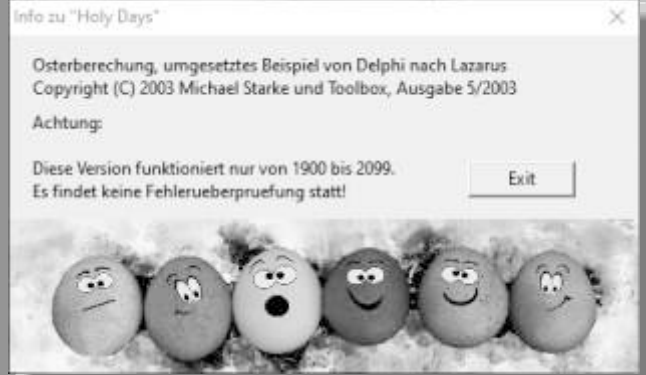 Info zu "Holy Days"
Osterberechung, umgesetztes Beispiel von Delphi nach Lazarus
Copyright (C) 2003 Michael Starke und Toolbox, Ausgabe 5/2003
Achtung:
Diese Version funktioniert nur von 1900 bis 2099.
Es findet keine Fehlerueberpruefung statt!
Exit